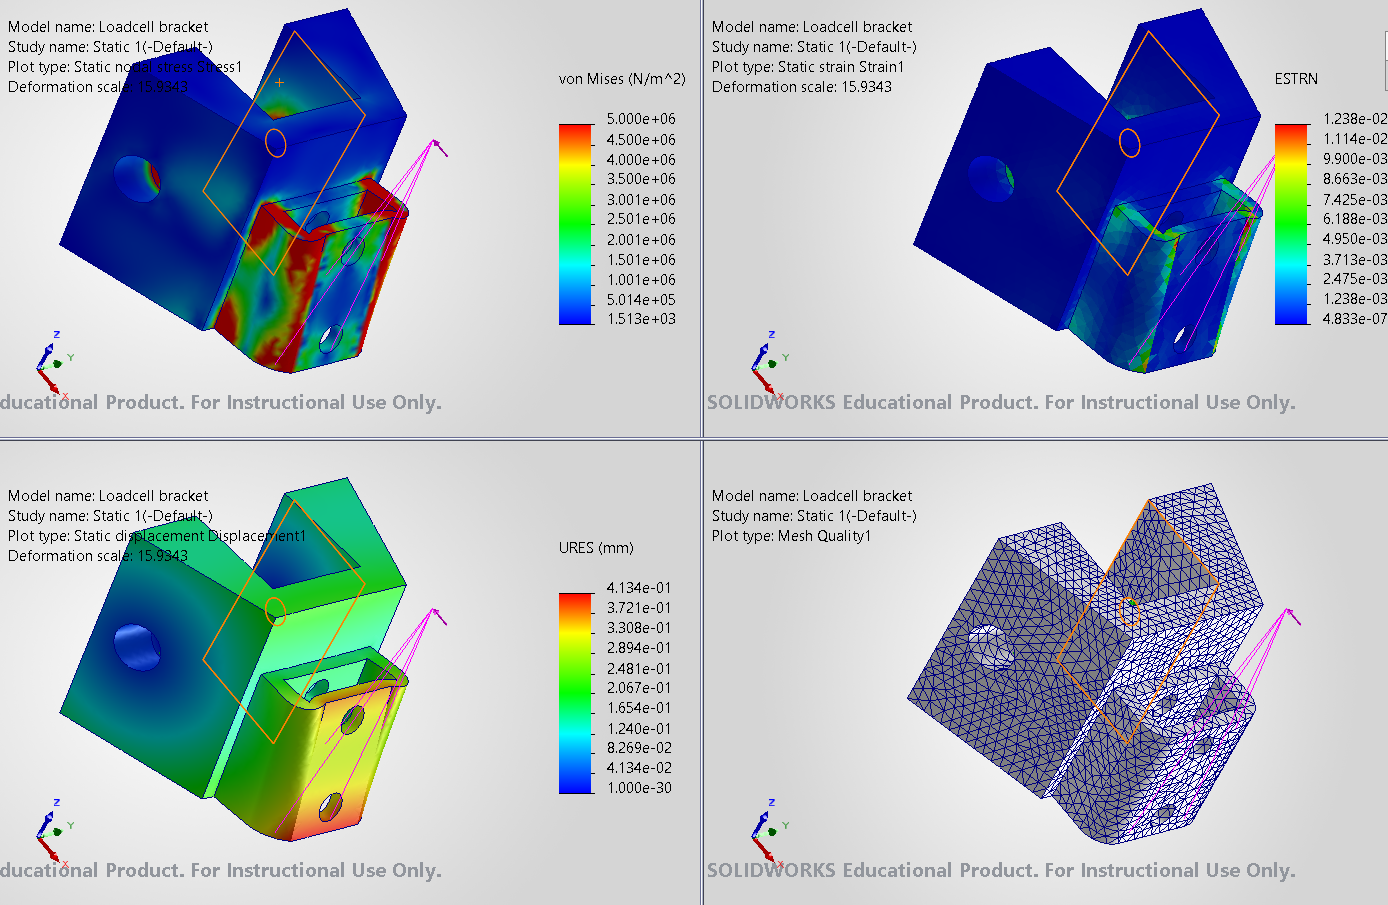 Model name: Loadcell bracket
Study name: Static 1(-Default-)
Plot type: Static nodal stress Stress1
Deformation scale: 15.9343
von Mises (N/m^2)
5.000e+06
4.500e+06
4.000e+06
3.500e+06
3.001e+06
2.501e+06
2.001e+06
1.501e+06
1.001e+06
5.014e+05
1.513e+03
Z
Y
X
ducational Product. For Instructional Use Only.
Model name: Loadcell bracket
Study name: Static 1(-Default-)
Plot type: Static strain Strain1
Deformation scale: 15.9343
ESTRN
1.238e-02
1.114e-02
9.900e-03
8.663e-03
7.425e-03
6.188e-03
4.950e-03
3.713e-03
2.475e-03
1.238e-03
4.833e-07
Z
Y
X
SOLIDWORKS Educational Product. For Instructional Use Only.
Model name: Loadcell bracket
Study name: Static 1(-Default-)
Plot type: Static displacement Displacement1
Deformation scale: 15.9343
URES (mm)
4.134e-01
3.721e-01
3.308e-01
2.894e-01
2.481e-01
2.067e-01
1.654e-01
1.240e-01
8.269e-02
4.134e-02
1.000e-30
Z
Y
X
ducational Product. For Instructional Use Only.
Model name: Loadcell bracket
Study name: Static 1(-Default-)
Plot type: Mesh Quality1
Z
Y
X
SOLIDWORKS Educational Product. For Instructional Use Only.